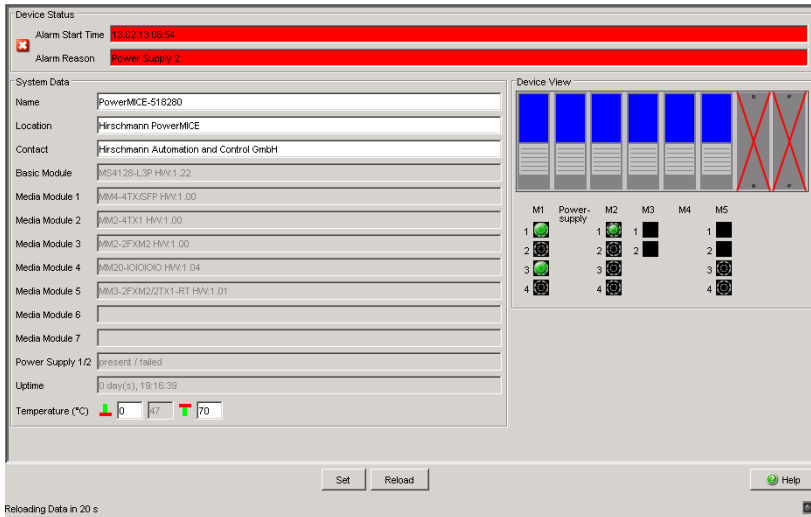 Device Status
Alarm Start Time 13.02.13 08:54
Alarm Reason Power Supply 2
System Data
Name PowerMICE-518280
Location Hirschmann PowerMICE
Contact Hirschmann Automation and Control GmbH
Basic Module MS4128-L3P HW:1.22
Media Module 1 MM4-4TX/SFP HW:1.00
Media Module 2 MM2-4TX1 HW:1.00
Media Module 3 MM2-2FXM2 HW:1.00
Media Module 4 MM20-IOIOIOIO HW:1.04
Media Module 5 MM3-2FXM2/2TX1-RT HW:1.01
Media Module 6
Media Module 7
Power Supply 1/2 present / failed
Uptime 0 day(s), 19:16:39
Temperature (°C) 0 47 70
Device View
M1 Power-supply M2 M3 M4 M5
1 1 1 1
2 2 2 2
3 3 3
4 4 4
Set Reload Help
Reloading Data in 20 s